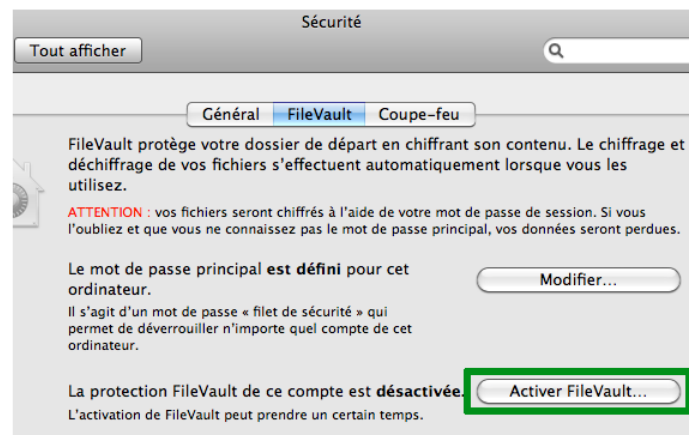 Sécurité
Tout afficher
Général FileVault Coupe-feu
FileVault protège votre dossier de départ en chiffrant son contenu. Le chiffrage et
déchiffrage de vos fichiers s’effectuent automatiquement lorsque vous les
utilisez.
ATTENTION : vos fichiers seront chiffrés à l’aide de votre mot de passe de session. Si vous
l’oubliez et que vous ne connaissez pas le mot de passe principal, vos données seront perdues.
Le mot de passe principal est défini pour cet
ordinateur.
Modifier...
Il s’agit d’un mot de passe « filet de sécurité » qui
permet de déverrouiller n’importe quel compte de cet
ordinateur.
La protection FileVault de ce compte est désactivée.
Activer FileVault...
L’activation de FileVault peut prendre un certain temps.